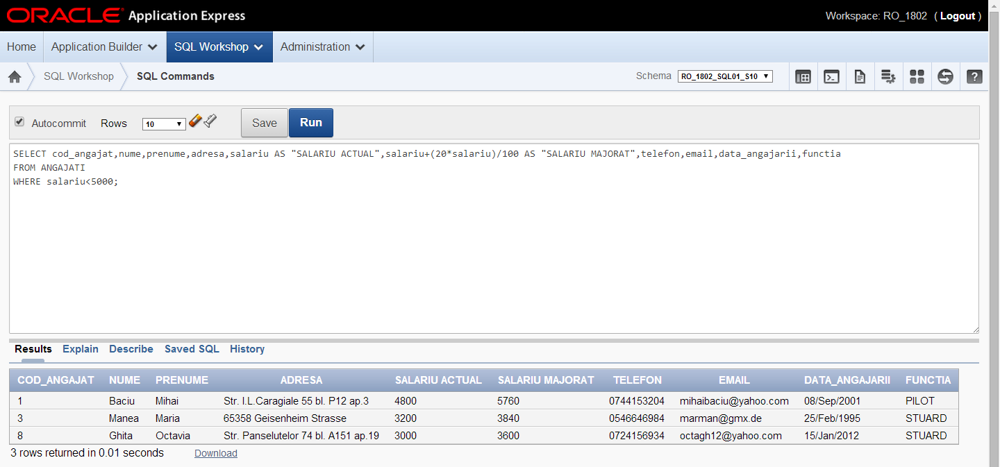 ORACLE Application Express Workspace: RO_1802 ( Logout )
Home Application Builder SQL Workshop Administration
SQL Workshop SQL Commands Schema RO_1802_SQL01_S10 ?
Autocommit Rows 10 Save Run
SELECT cod_angajat,nume,prenume,adresa,salariu AS "SALARIU ACTUAL",salariu+(20*salariu)/100 AS "SALARIU MAJORAT",telefon,email,data_angajarii,functia
FROM ANGAJATI
WHERE salariu<5000;
Results Explain Describe Saved SQL History
COD_ANGAJAT NUME PRENUME ADRESA SALARIU ACTUAL SALARIU MAJORAT TELEFON EMAIL DATA_ANGAJARII FUNCTIA
1 Baciu Mihai Str. I.L.Caragiale 55 bl. P12 ap.3 4800 5760 0744153204 mihaibaciu@yahoo.com 08/Sep/2001 PILOT
3 Manea Maria 65358 Geisenheim Strasse 3200 3840 0546646984 marman@gmx.de 25/Feb/1995 STUARD
8 Ghita Octavia Str. Panselutelor 74 bl. A151 ap.19 3000 3600 0724156934 octagh12@yahoo.com 15/Jan/2012 STUARD
3 rows returned in 0.01 seconds Download